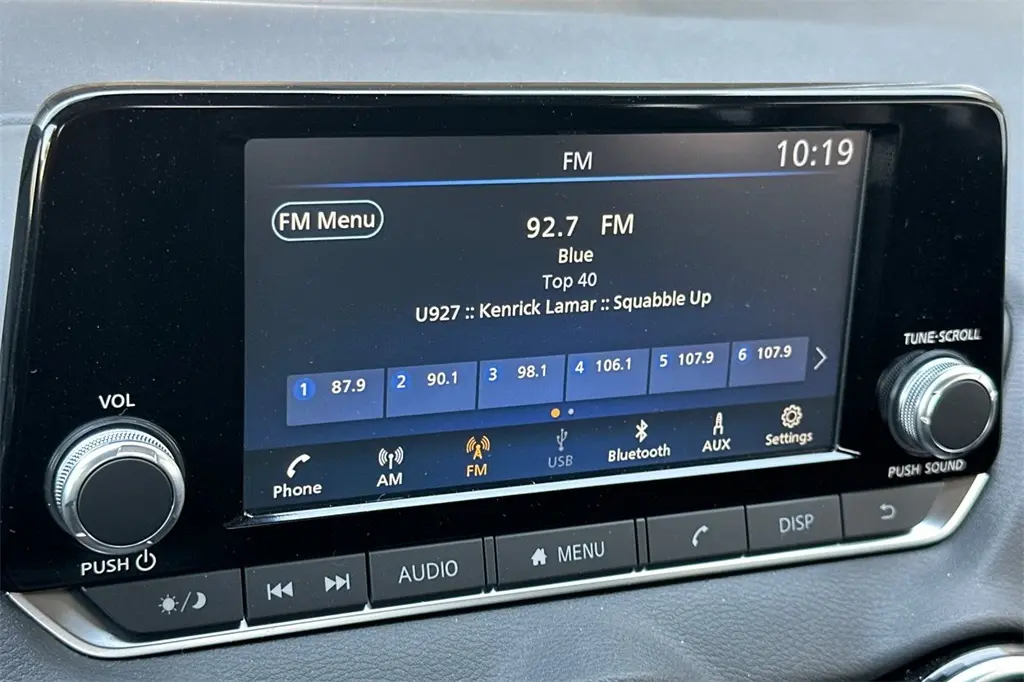 FM 10:19
FM Menu
92.7 FM
Blue
Top 40
U927 :: Kenrick Lamar :: Squabble Up
1 87.9 2 90.1 3 98.1 4 106.1 5 107.9 6 107.9
Phone AM FM USB Bluetooth AUX Settings
VOL
PUSH
TUNE·SCROLL
PUSH SOUND
AUDIO MENU DISP